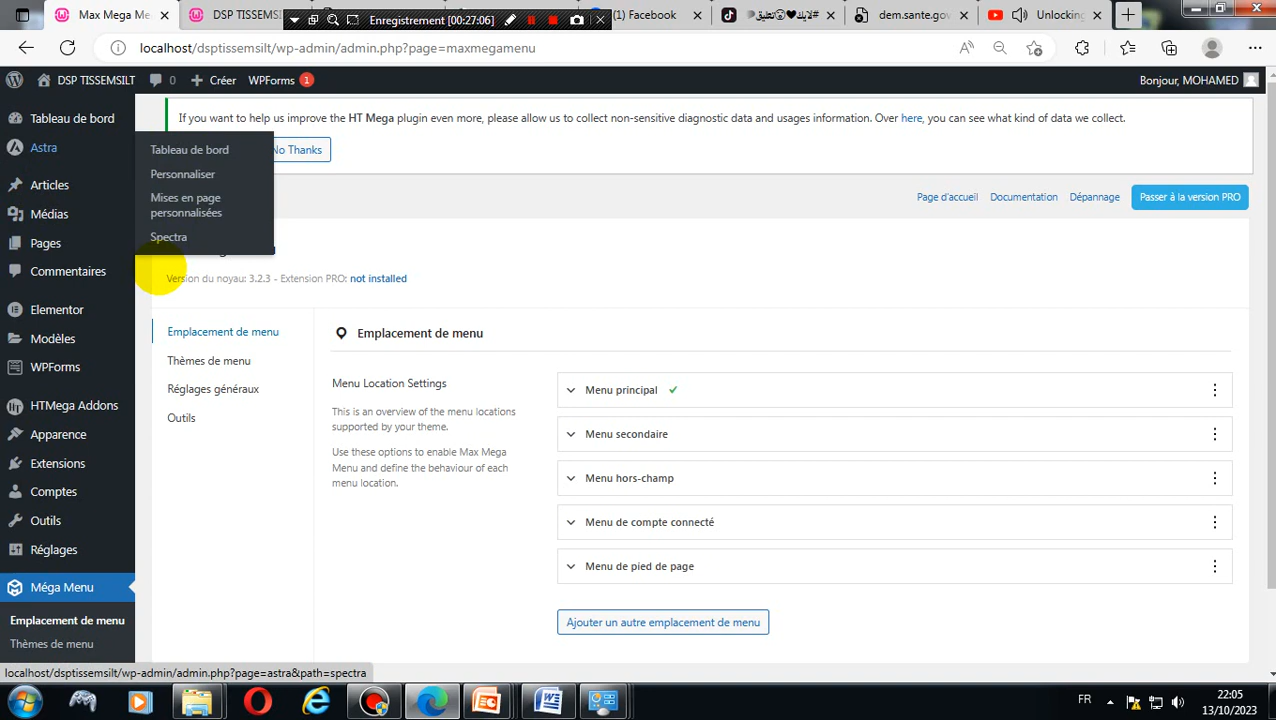 Max Mega Me
DSP TISSEMSILT
Enregistrement (00:27:06)
(1) Facebook
dem.sante.go
Unlocking
localhost/dsptissemsilt/wp-admin/admin.php?page=maxmegamenu
DSP TISSEMSILT
0
Créer
WPForms 1
Bonjour, MOHAMED
If you want to help us improve the HT Mega plugin even more, please allow us to collect non-sensitive diagnostic data and usages information. Over here, you can see what kind of data we collect.
No Thanks
Tableau de bord
Astra
Articles
Médias
Pages
Commentaires
Elementor
Modèles
WPForms
HTMega Addons
Apparence
Extensions
Comptes
Outils
Réglages
Méga Menu
Emplacement de menu
Thèmes de menu
Tableau de bord
Personnaliser
Mises en page
personnalisées
Spectra
Page d'accueil
Documentation
Dépannage
Passer à la version PRO
Version du noyau: 3.2.3 - Extension PRO: not installed
Emplacement de menu
Thèmes de menu
Réglages généraux
Outils
Emplacement de menu
Menu Location Settings
This is an overview of the menu locations
supported by your theme.
Use these options to enable Max Mega
Menu and define the behaviour of each
menu location.
Menu principal
Menu secondaire
Menu hors-champ
Menu de compte connecté
Menu de pied de page
Ajouter un autre emplacement de menu
localhost/dsptissemsilt/wp-admin/admin.php?page=astra&path=spectra
FR
22:05
13/10/2023